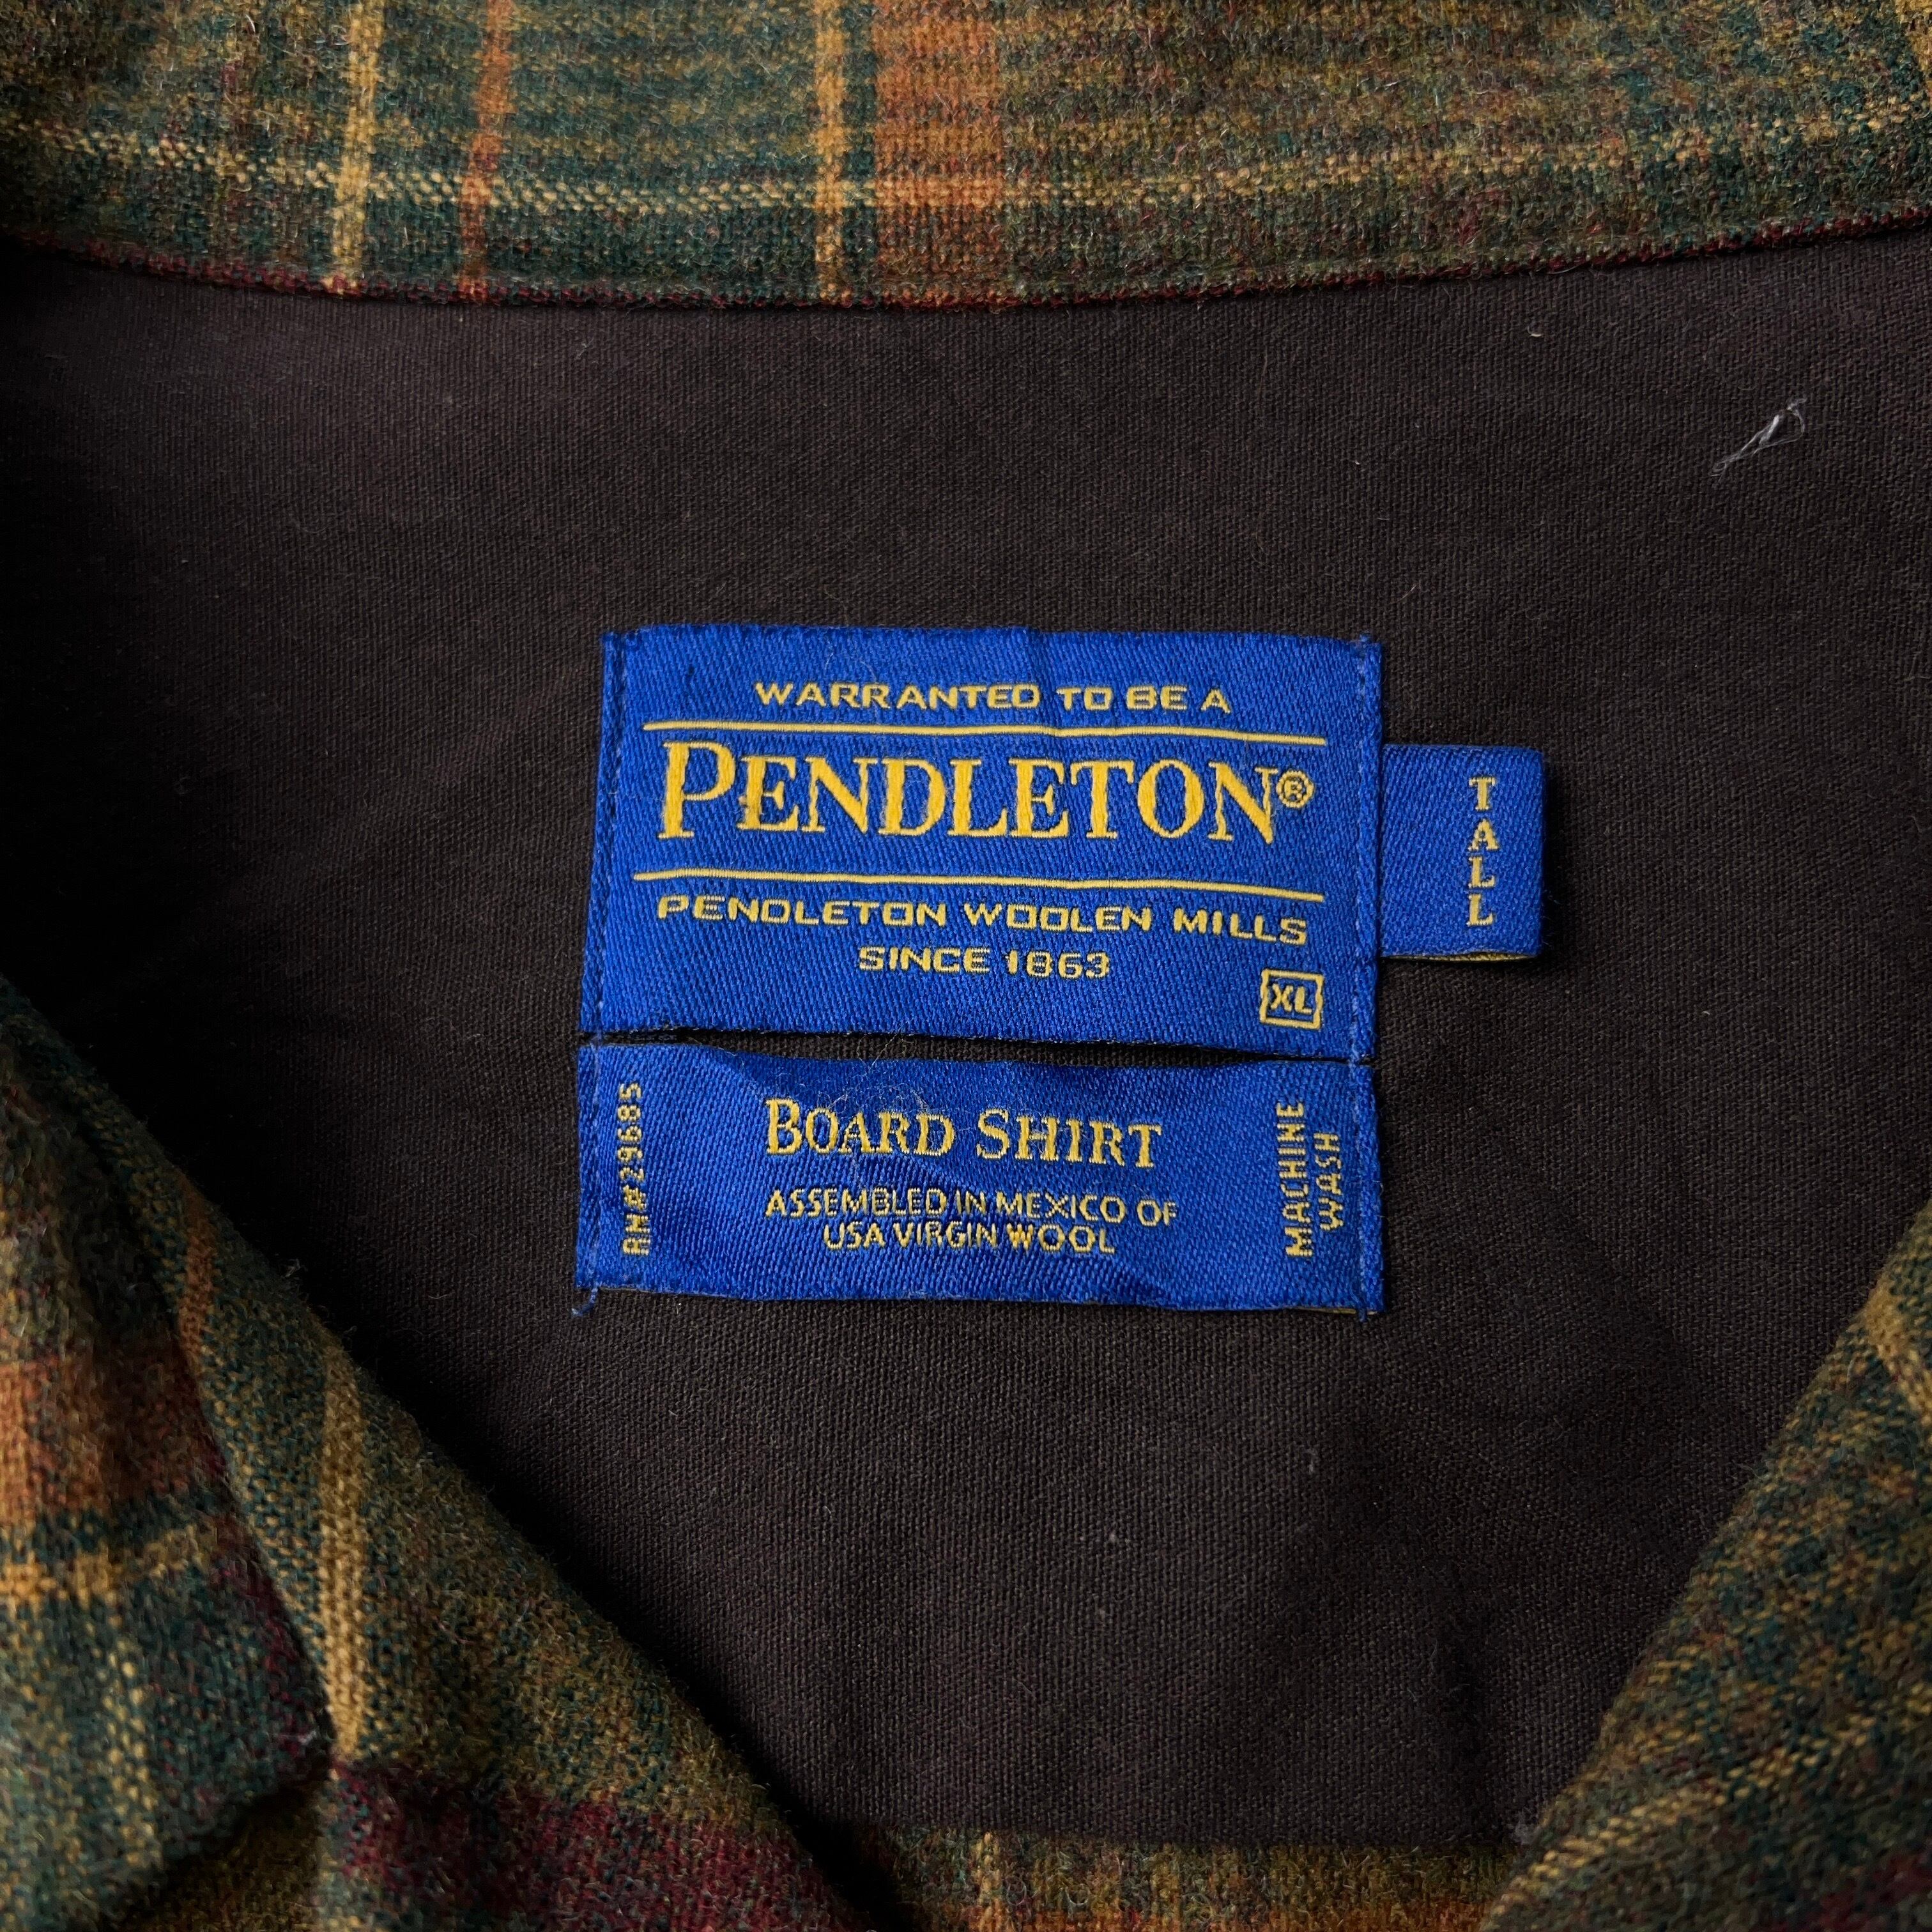 WARRANTED TO BE A
PENDLETON®
PENDLETON WOOLEN MILLS
SINCE 1863
XL
TALL
RN#29685
BOARD SHIRT
ASSEMBLED IN MEXICO OF
USA VIRGIN WOOL
MACHINE
WASH